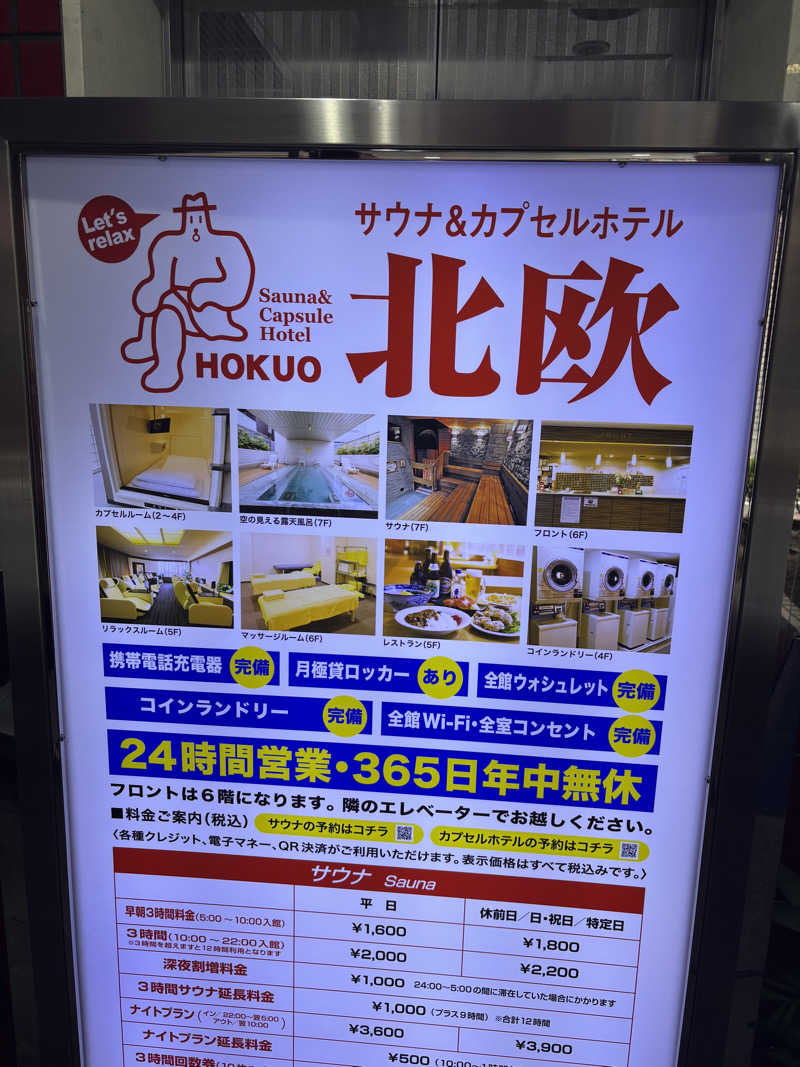 Let's
relax
サウナ&カプセルホテル
北欧
Sauna&
Capsule
Hotel
HOKUO
カプセルルーム(2〜4F)
空の見える露天風呂(7F)
サウナ(7F)
フロント(6F)
リラックスルーム(5F)
マッサージルーム(6F)
レストラン(5F)
コインランドリー(4F)
携帯電話充電器 完備
月極貸ロッカー あり
全館ウォシュレット 完備
コインランドリー 完備
全館Wi-Fi・全室コンセント 完備
24時間営業・365日年中無休
フロントは6階になります。隣のエレベーターでお越しください。
■料金ご案内(税込) サウナの予約はコチラ カプセルホテルの予約はコチラ
〈各種クレジット、電子マネー、QR決済がご利用いただけます。表示価格はすべて税込みです。〉
サウナ Sauna
平日 休前日/日・祝日/特定日
早朝3時間料金(5:00〜10:00入館) ¥1,600 ¥1,800
3時間(10:00〜22:00入館) ¥2,000 ¥2,200
※3時間を超えますと12時間利用となります
深夜割増料金 ¥1,000 24:00〜5:00の間に滞在していた場合にかかります
3時間サウナ延長料金 ¥1,000(プラス9時間) ※合計12時間
ナイトプラン(イン/22:00〜翌5:00 アウト/翌10:00) ¥3,600 ¥3,900
ナイトプラン延長料金 ¥500
3時間回数券